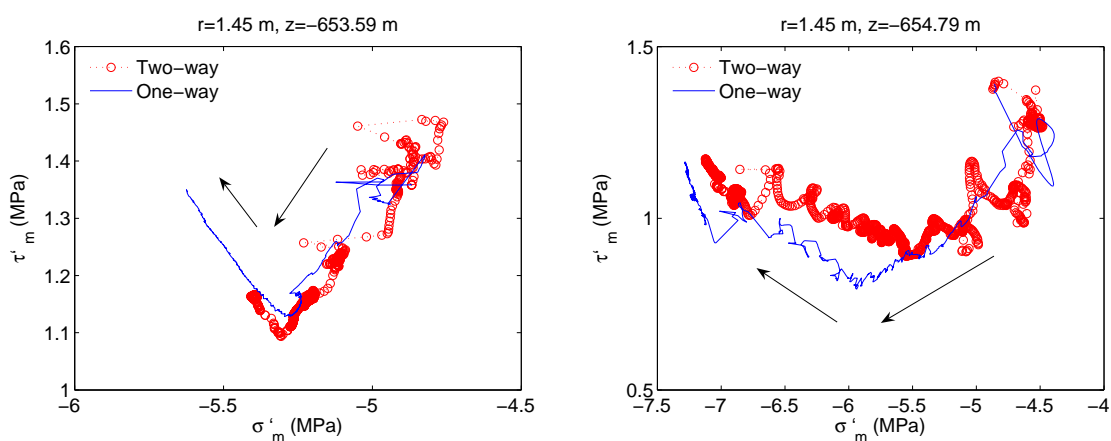 r=1.45 m, z=−653.59 m
1.6
1.5
1.4
1.3
1.2
1.1
1
τ'm (MPa)
Two−way
One−way
−6
−5.5
−5
−4.5
σ'm (MPa)
r=1.45 m, z=−654.79 m
1.5
1
0.5
τ'm (MPa)
Two−way
One−way
−7.5
−7
−6.5
−6
−5.5
−5
−4.5
−4
σ'm (MPa)